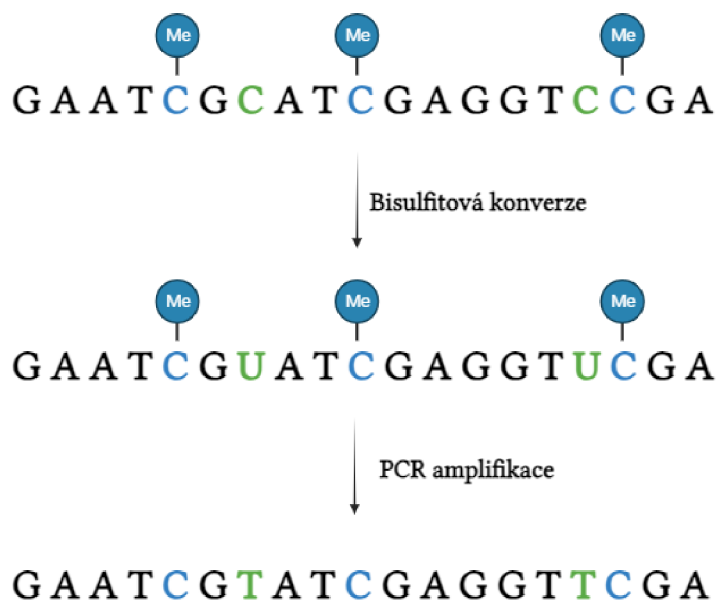 Me Me Me
GAATCGCATCGAGGTCCGA
Bisulfitová konverze
Me Me Me
GAATCGUATCGAGGTUCGA
PCR amplifikace
GAATCGTATCGAGGTTCGA